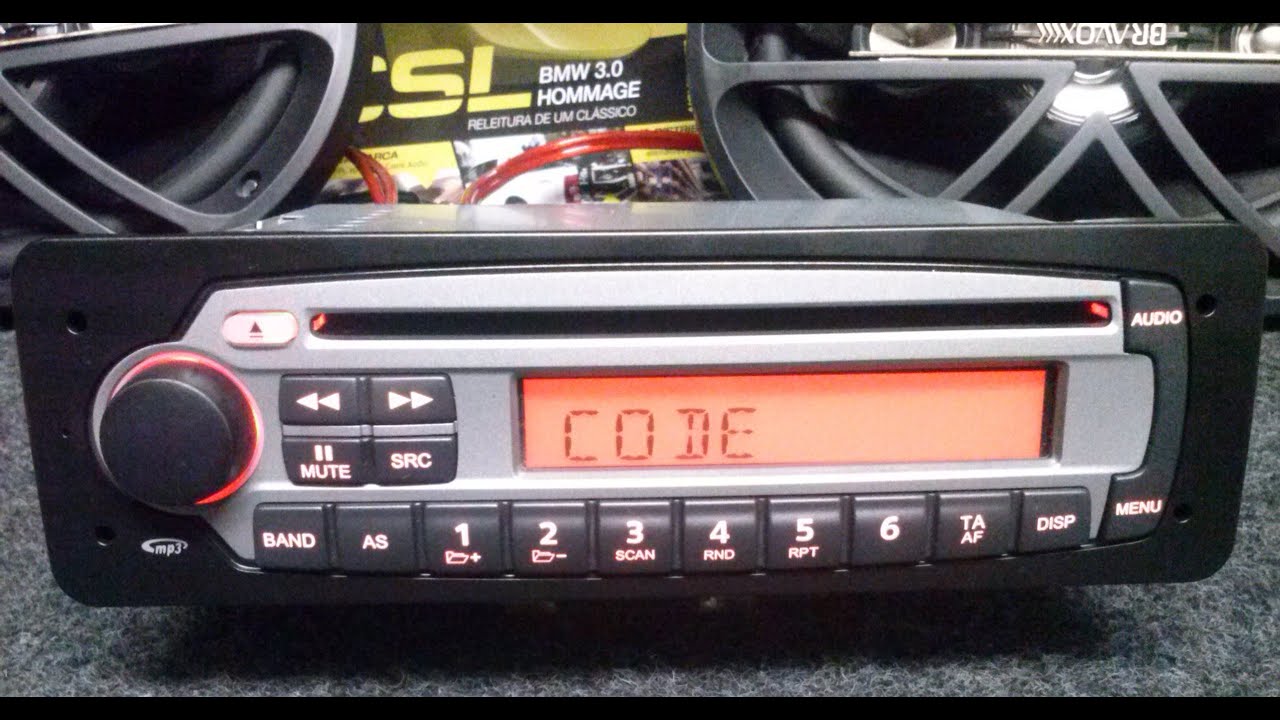 CSL
BMW 3.0
HOMMAGE
RELEITURA DE UM CLÁSSICO
BRAVOX
AUDIO
MUTE
SRC
CODE
MENU
BAND
AS
1
+
2
-
3
SCAN
4
RND
5
RPT
6
TA
AF
DISP
mp3